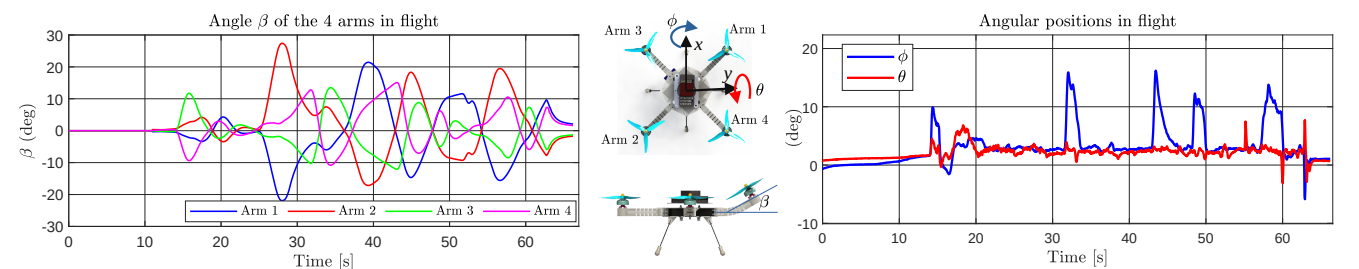 Angle β of the 4 arms in flight
30
20
10
0
-10
-20
-30
β (deg)
Arm 1 Arm 2 Arm 3 Arm 4
0 10 20 30 40 50 60
Time [s]
ϕ
Arm 3 Arm 1
x
y
θ
Arm 2 Arm 4
β
Angular positions in flight
ϕ
θ
20
10
0
-10
(deg)
0 10 20 30 40 50 60
Time [s]